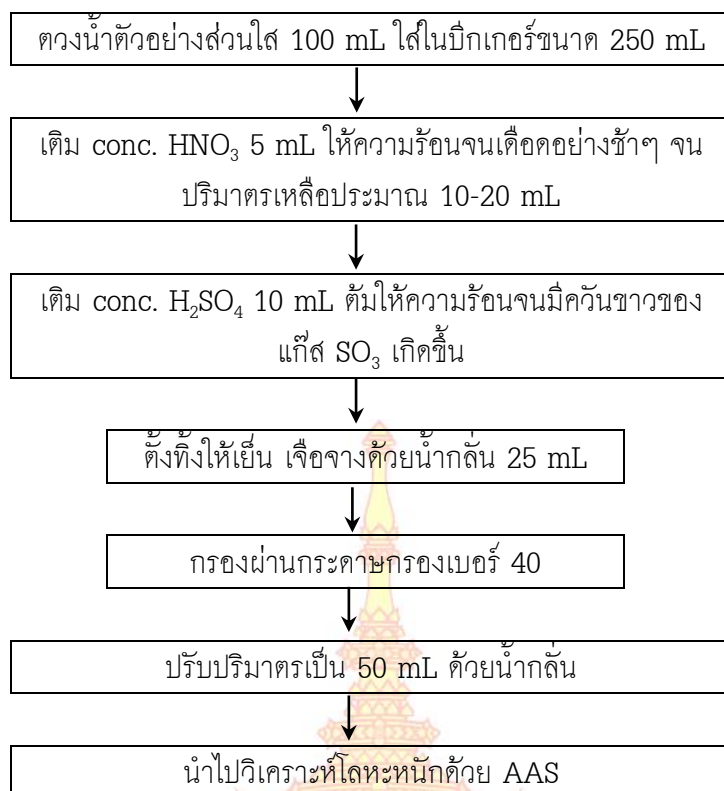 ตวงน้ำตัวอย่างส่วนใส 100 mL ใส่ในบิกเกอร์ขนาด 250 mL
เติม conc. HNO₃ 5 mL ให้ความร้อนจนเดือดอย่างช้าๆ จน
ปริมาตรเหลือประมาณ 10-20 mL
เติม conc. H₂SO₄ 10 mL ต้มให้ความร้อนจนมีควันขาวของ
แก๊ส SO₃ เกิดขึ้น
ตั้งทิ้งให้เย็น เจือจางด้วยน้ำกลั่น 25 mL
กรองผ่านกระดาษกรองเบอร์ 40
ปรับปริมาตรเป็น 50 mL ด้วยน้ำกลั่น
นำไปวิเคราะห์โลหะหนักด้วย AAS